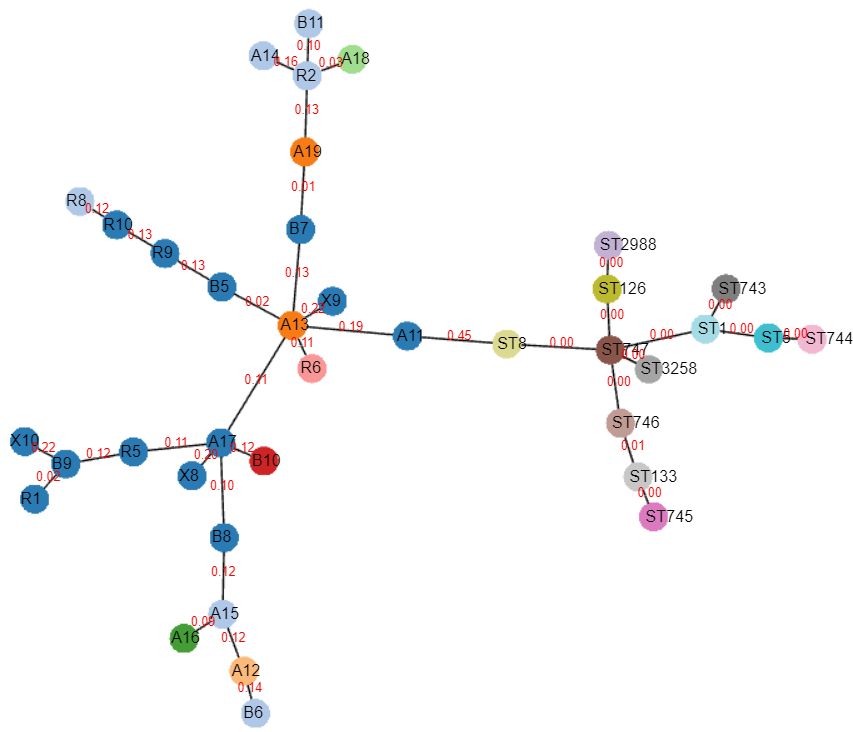 B11
0.10
A14
0.16
A18
0.03
R2
0.13
A19
0.01
R8
0.12
R10
0.13
R9
B7
0.13
ST2988
0.00
0.13
B5
0.02
X9
0.22
ST126
ST743
0.00
0.00
A13
0.19
A11
0.45
ST8
0.00
ST747
0.00
ST1
0.00
ST5
0.00
ST744
0.11
R6
0.00
ST3258
0.00
0.11
ST746
0.01
X10
0.22
B9
0.12
R5
0.11
A17
0.12
B10
0.20
X8
0.02
R1
0.10
ST133
0.00
ST745
B8
0.12
A15
0.09
A16
0.12
A12
0.14
B6